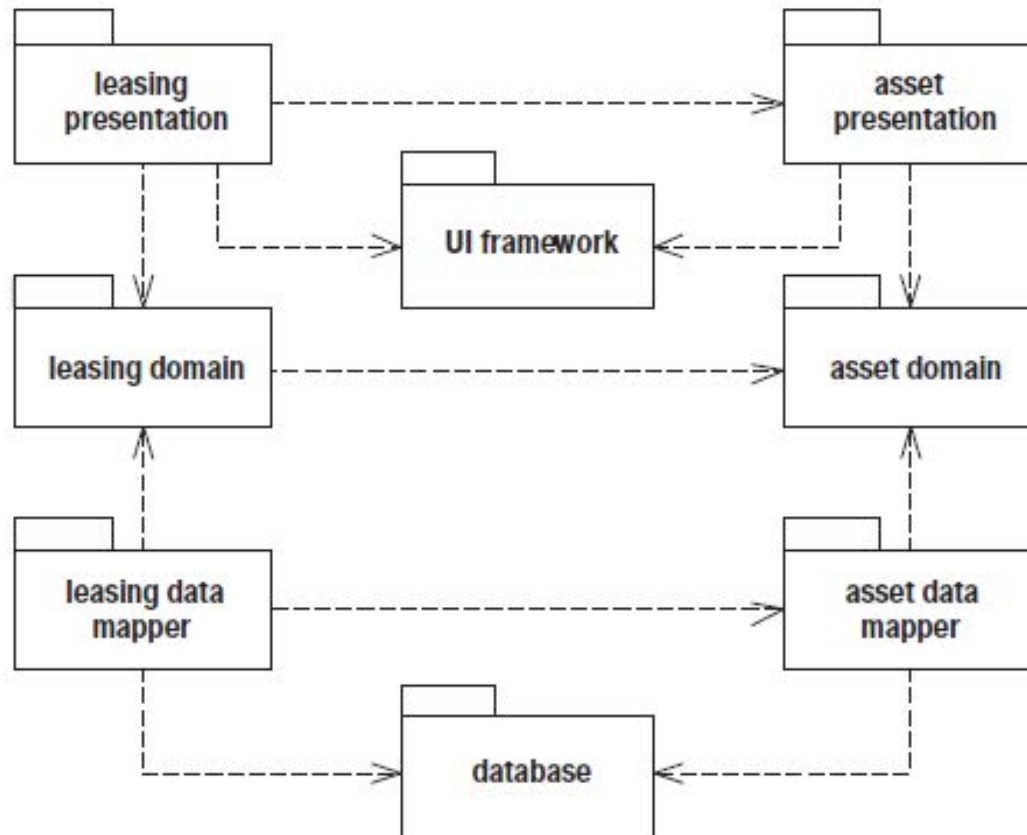 leasing
presentation
asset
presentation
UI framework
leasing domain
asset domain
leasing data
mapper
asset data
mapper
database